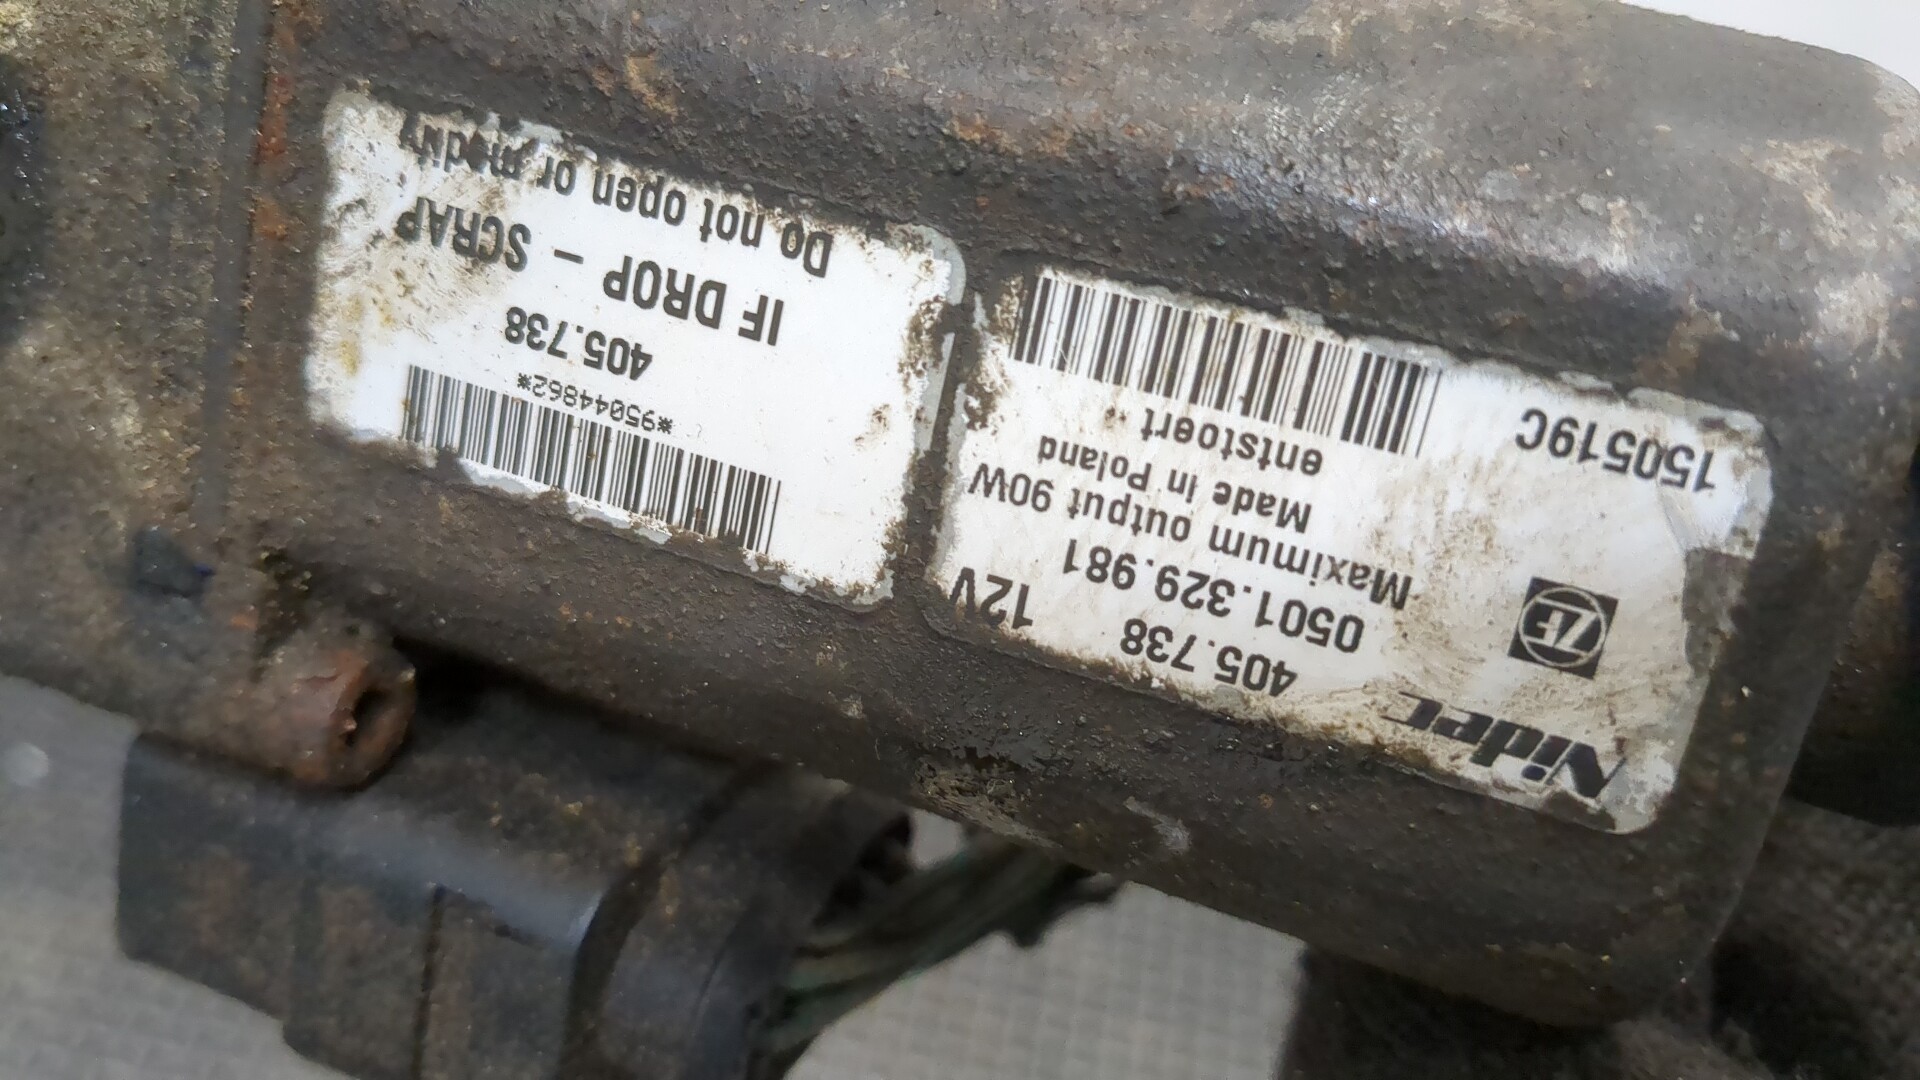 Nidec
ZF
405.738 12V
0501.329.981
Maximum output 90W
Made in Poland
entstoert
150519C
*95044862*
405.738
IF DROP - SCRAP
Do not open or modify